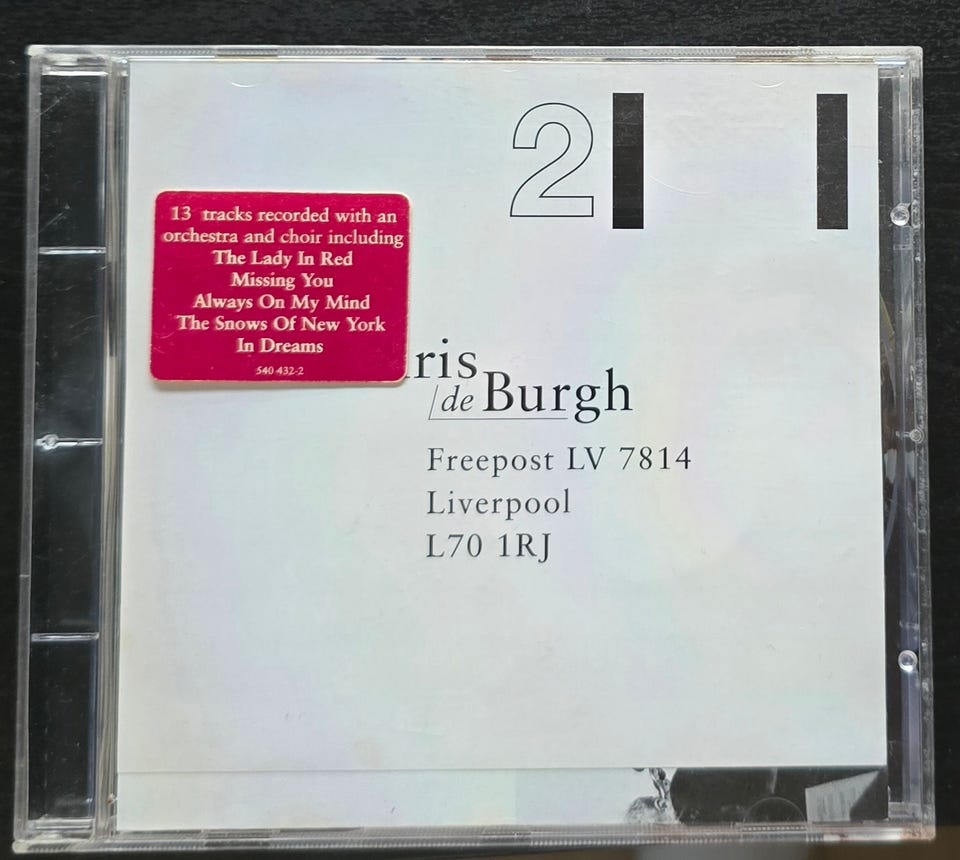 2
13 tracks recorded with an
orchestra and choir including
The Lady In Red
Missing You
Always On My Mind
The Snows Of New York
In Dreams
540 432-2
ris
de Burgh
Freepost LV 7814
Liverpool
L70 1RJ